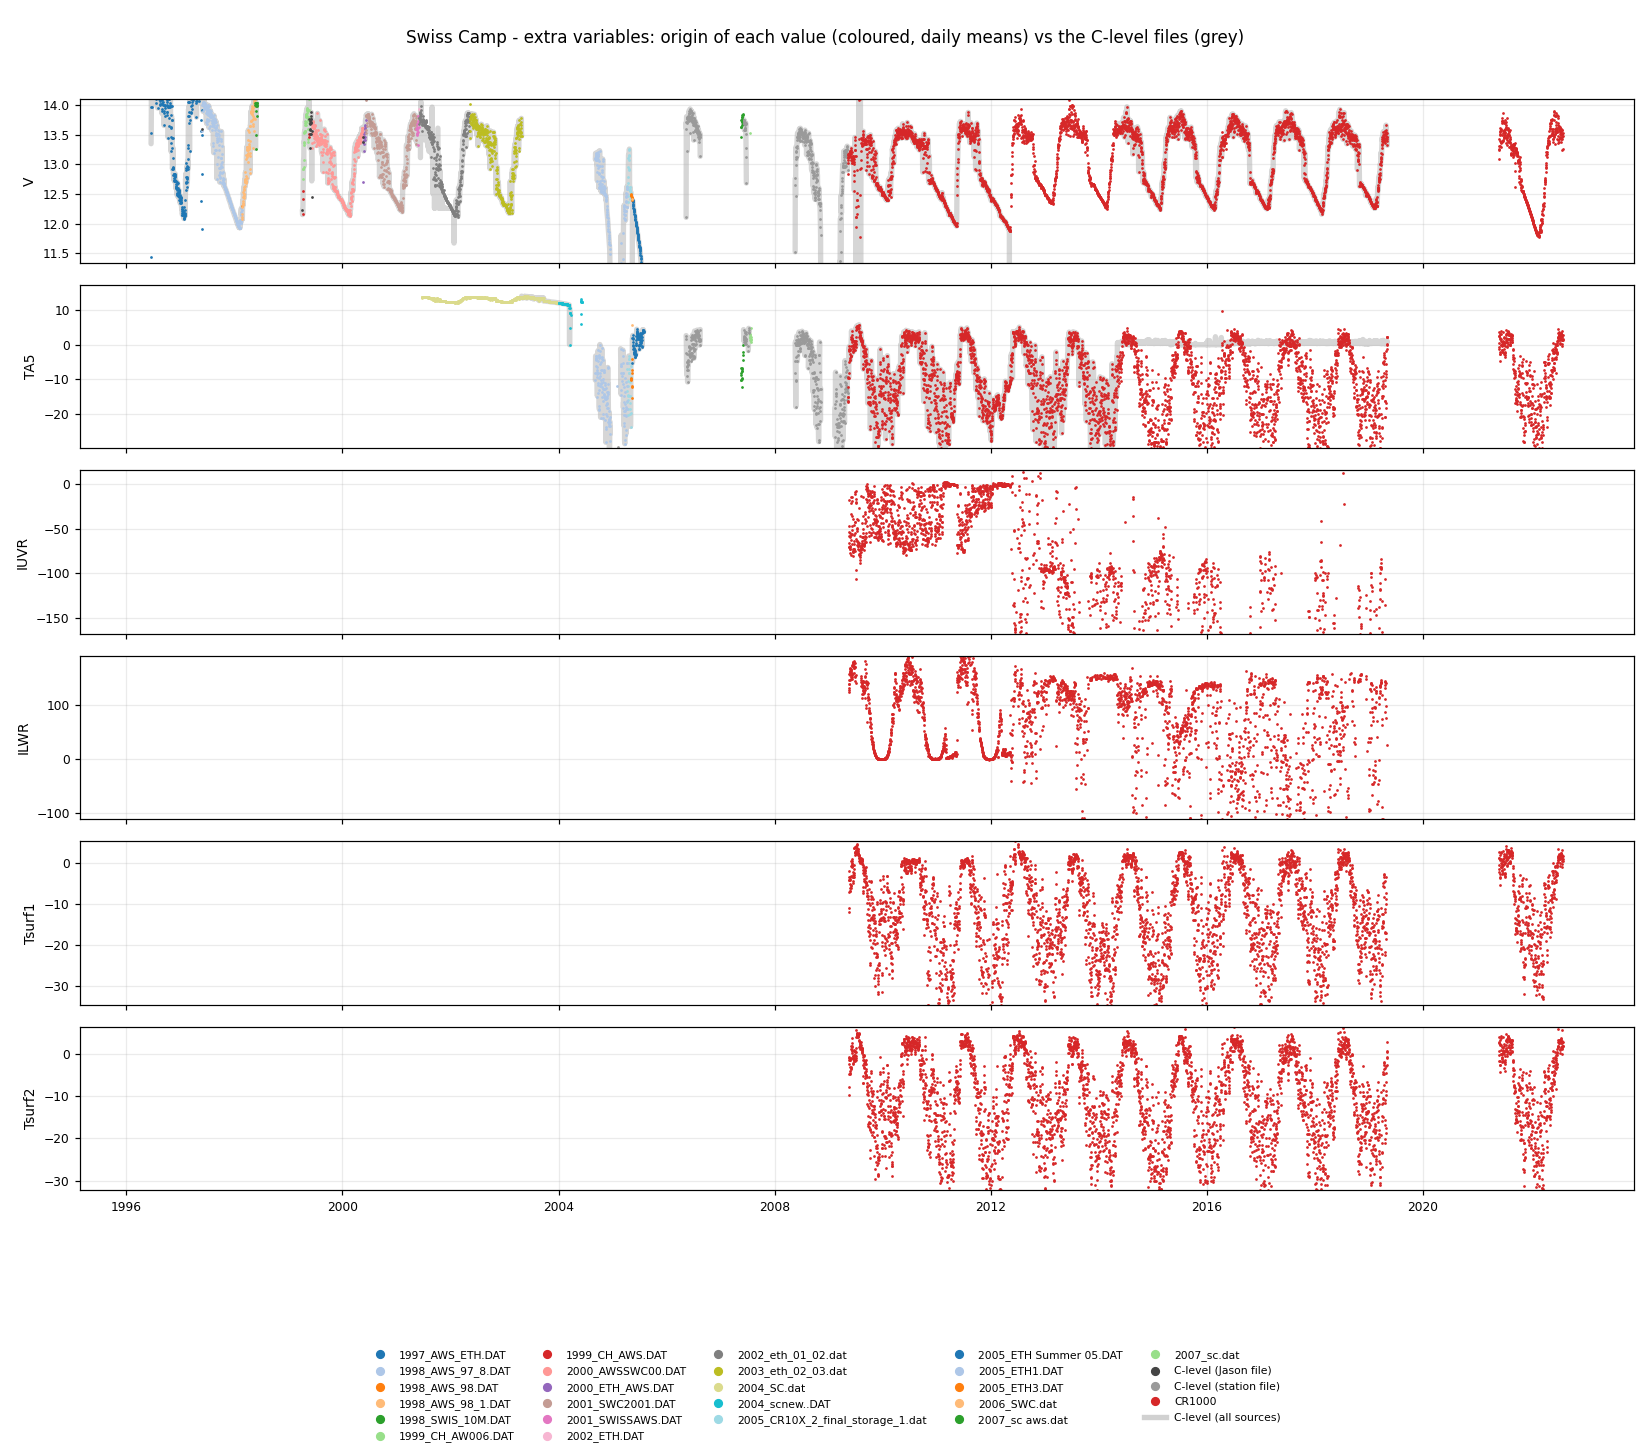 Swiss Camp - extra variables: origin of each value (coloured, daily means) vs the C-level files (grey)
14.0
13.5
13.0
12.5
12.0
11.5
V
10
0
−10
−20
TA5
0
−50
−100
−150
IUVR
100
0
−100
ILWR
0
−10
−20
−30
Tsurf1
0
−10
−20
−30
Tsurf2
1996 2000 2004 2008 2012 2016 2020
1997_AWS_ETH.DAT
1998_AWS_97_8.DAT
1998_AWS_98.DAT
1998_AWS_98_1.DAT
1998_SWIS_10M.DAT
1999_CH_AW006.DAT
1999_CH_AWS.DAT
2000_AWSSWC00.DAT
2000_ETH_AWS.DAT
2001_SWC2001.DAT
2001_SWISSAWS.DAT
2002_ETH.DAT
2002_eth_01_02.dat
2003_eth_02_03.dat
2004_SC.dat
2004_scnew..DAT
2005_CR10X_2_final_storage_1.dat
2005_ETH Summer 05.DAT
2005_ETH1.DAT
2005_ETH3.DAT
2006_SWC.dat
2007_sc aws.dat
2007_sc.dat
C-level (Jason file)
C-level (station file)
CR1000
C-level (all sources)